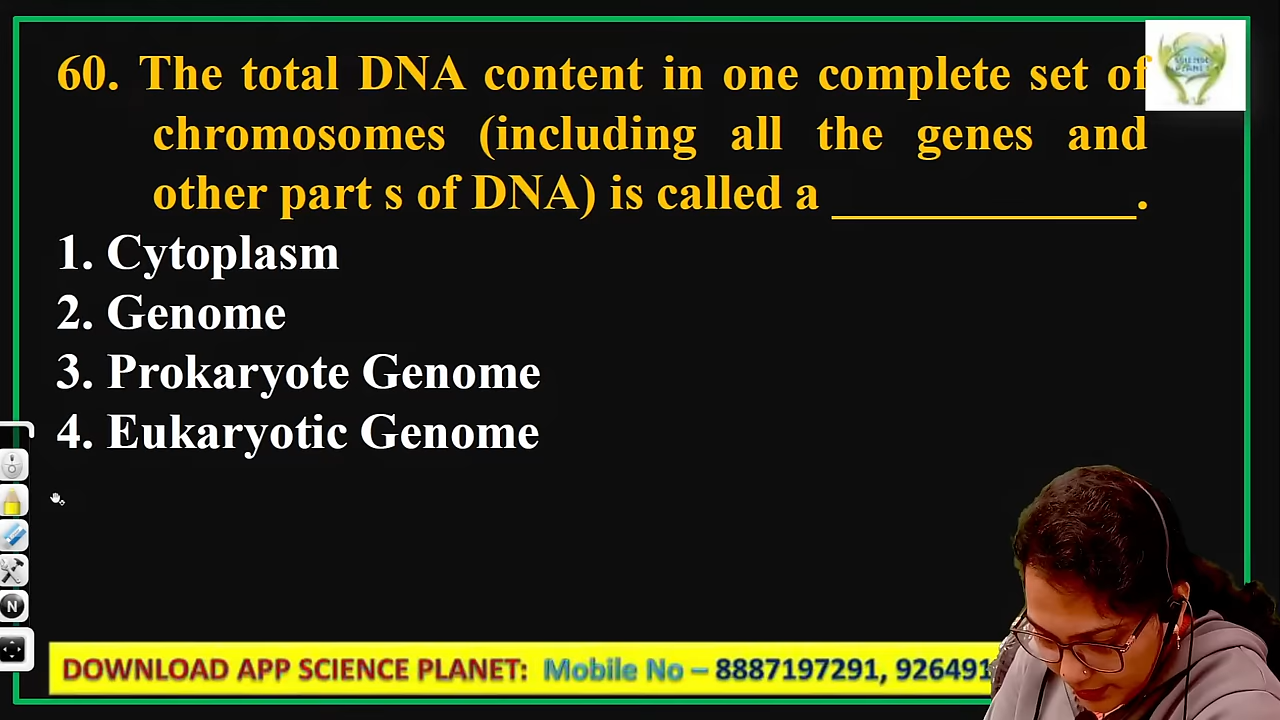 60. The total DNA content in one complete set of
chromosomes (including all the genes and
other part s of DNA) is called a ____________.
1. Cytoplasm
2. Genome
3. Prokaryote Genome
4. Eukaryotic Genome
N
DOWNLOAD APP SCIENCE PLANET: Mobile No – 8887197291, 926491